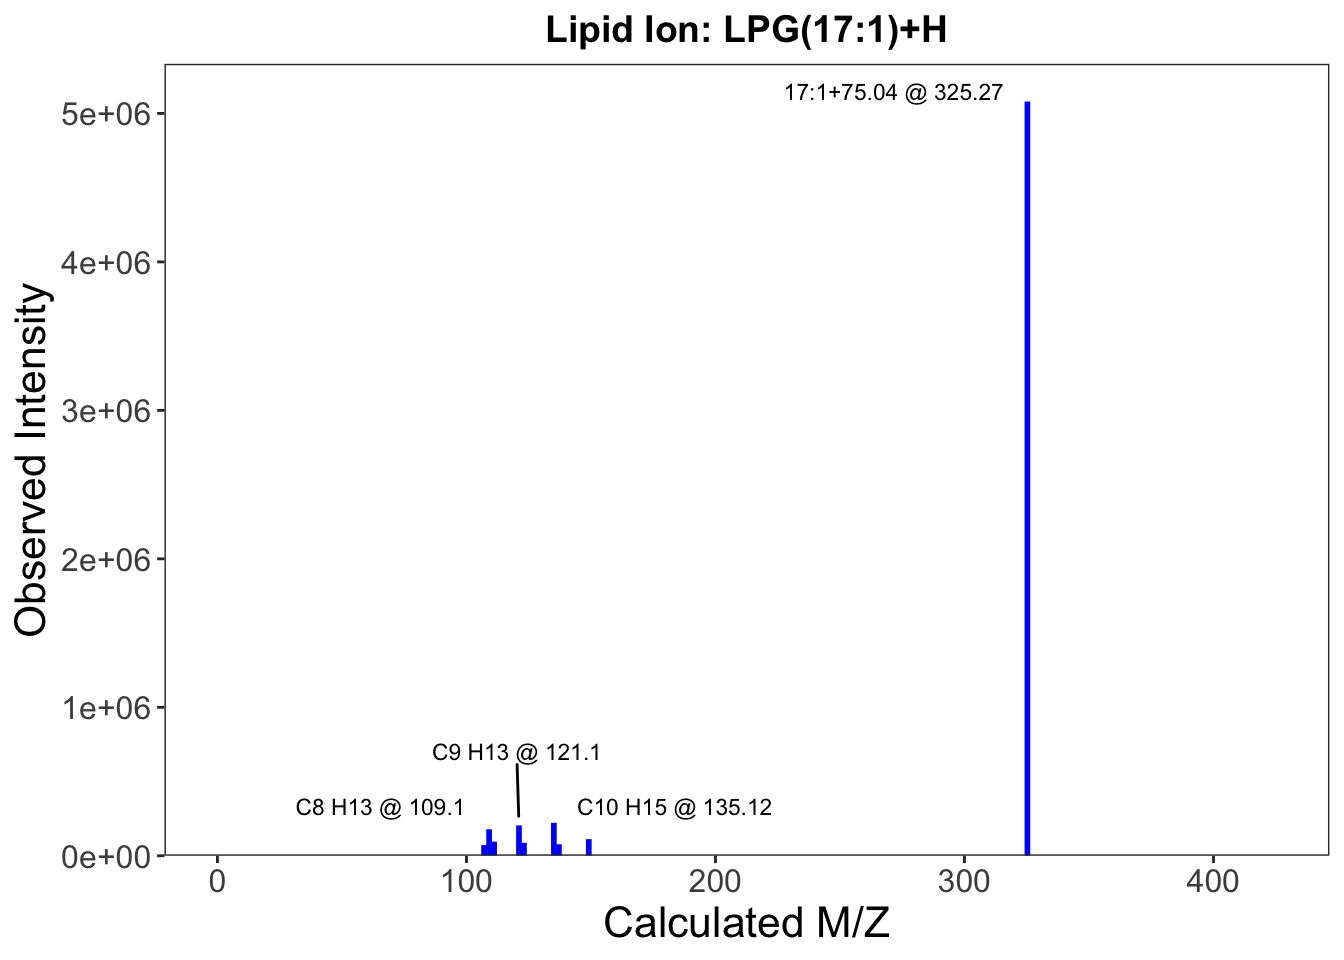 Lipid Ion: LPG(17:1)+H
17:1+75.04 @ 325.27
5e+06
4e+06
3e+06
2e+06
1e+06
0e+00
Observed Intensity
C9 H13 @ 121.1
C8 H13 @ 109.1
C10 H15 @ 135.12
0
100
200
300
400
Calculated M/Z